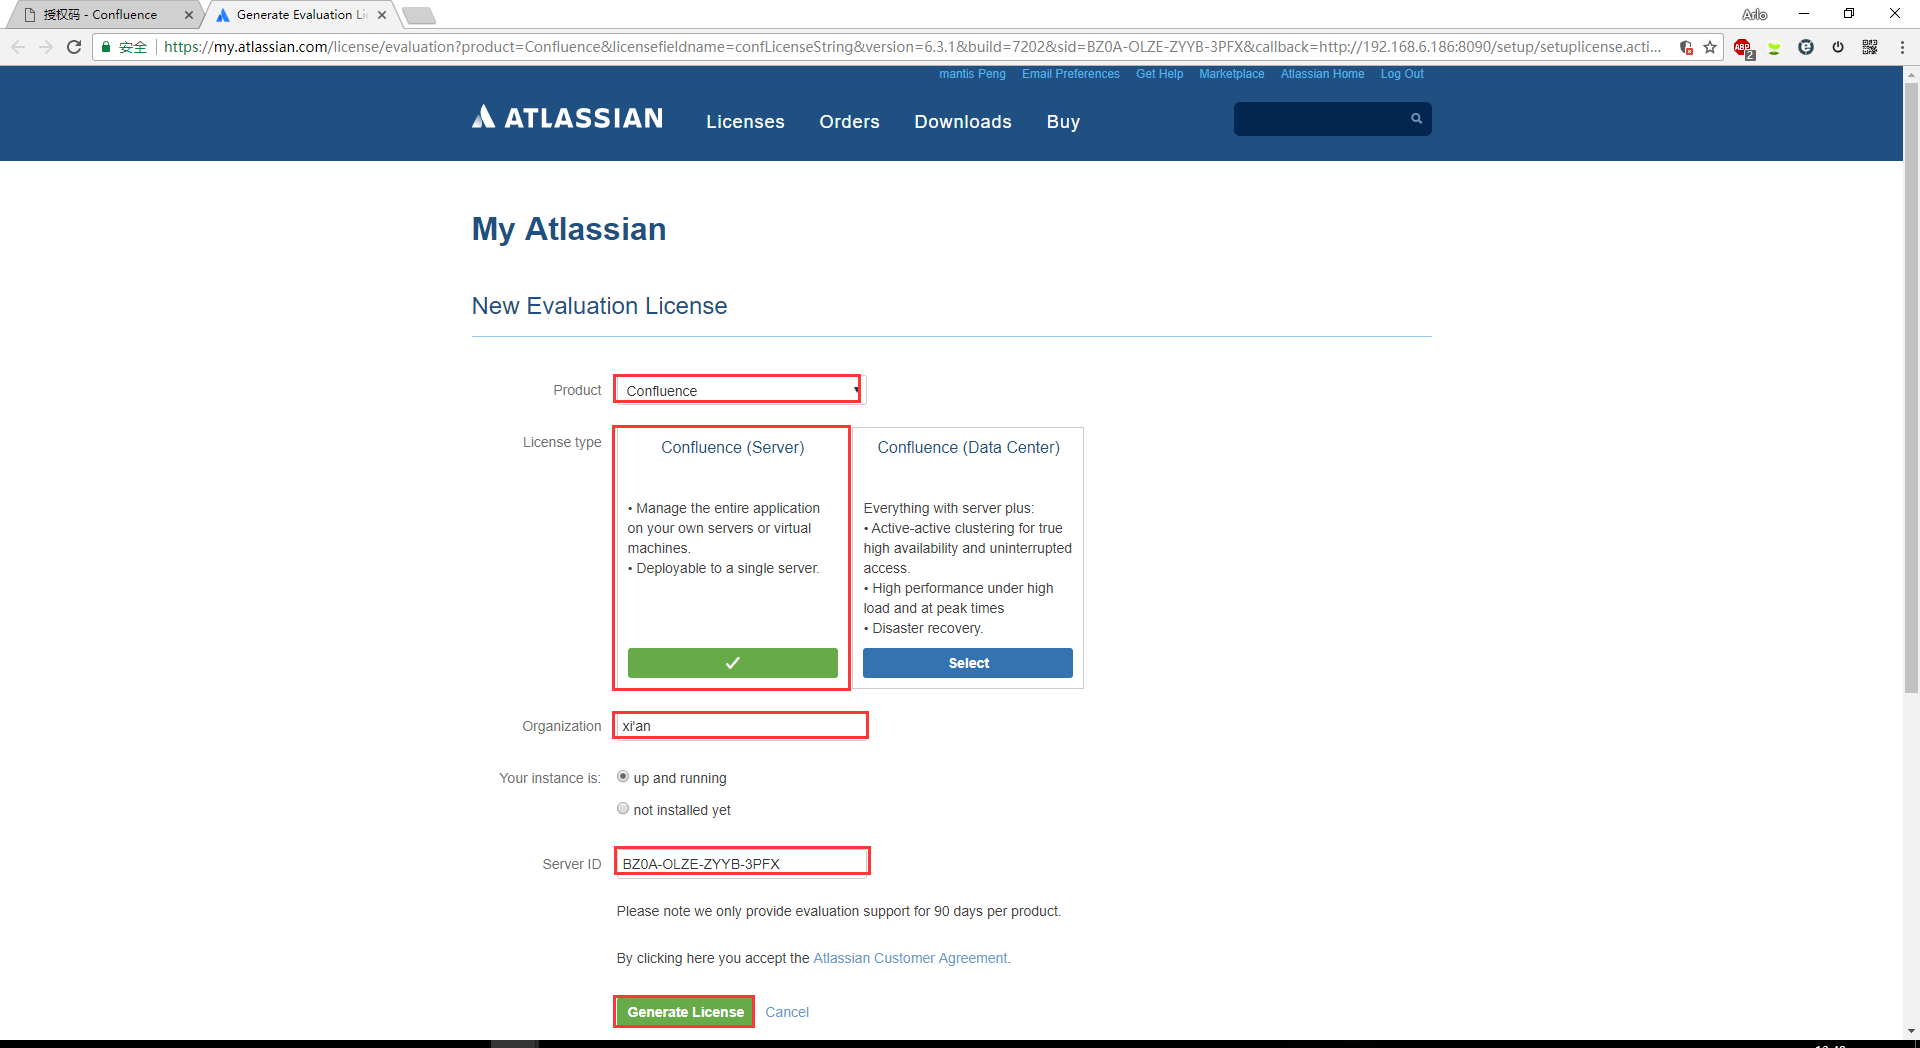 授权码 - Confluence
Generate Evaluation Li
Arlo
安全
https://my.atlassian.com/license/evaluation?product=Confluence&licensefieldname=confLicenseString&version=6.3.1&build=7202&sid=BZ0A-OLZE-ZYYB-3PFX&callback=http://192.168.6.186:8090/setup/setuplicense.acti...
ABP
2
mantis Peng
Email Preferences
Get Help
Marketplace
Atlassian Home
Log Out
ATLASSIAN
Licenses
Orders
Downloads
Buy
My Atlassian
New Evaluation License
Product
Confluence
License type
Confluence (Server)
• Manage the entire application
on your own servers or virtual
machines.
• Deployable to a single server.
Confluence (Data Center)
Everything with server plus:
• Active-active clustering for true
high availability and uninterrupted
access.
• High performance under high
load and at peak times
• Disaster recovery.
Select
Organization
xi'an
Your instance is:
up and running
not installed yet
Server ID
BZ0A-OLZE-ZYYB-3PFX
Please note we only provide evaluation support for 90 days per product.
By clicking here you accept the Atlassian Customer Agreement.
Generate License
Cancel